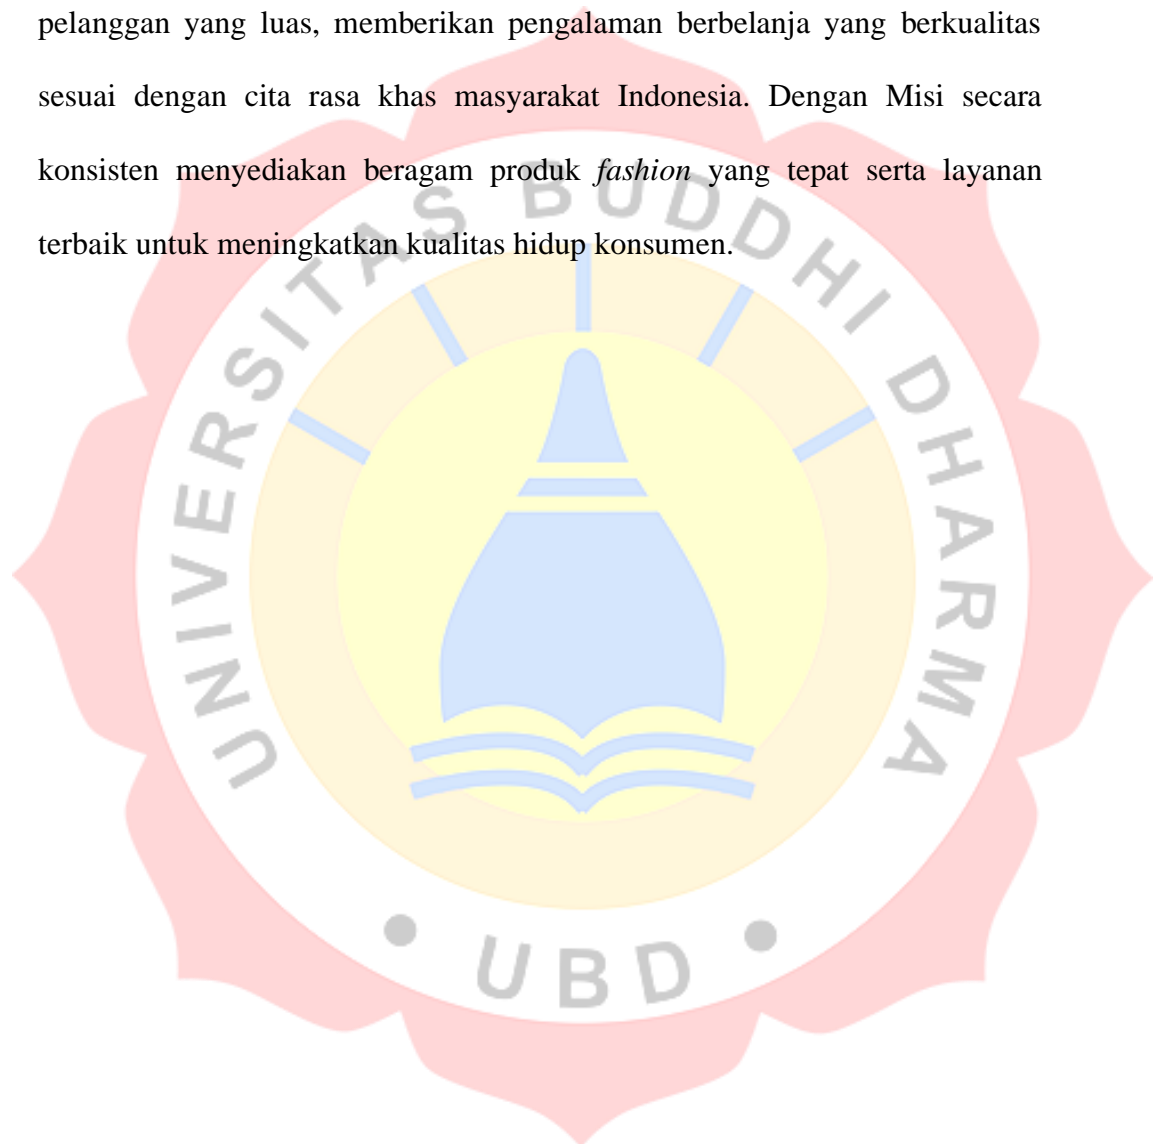 pelanggan yang luas, memberikan pengalaman berbelanja yang berkualitas
sesuai dengan cita rasa khas masyarakat Indonesia. Dengan Misi secara
konsisten menyediakan beragam produk fashion yang tepat serta layanan
terbaik untuk meningkatkan kualitas hidup konsumen.
UNIVERSITAS BUDDHI DHARMA
• UBD •